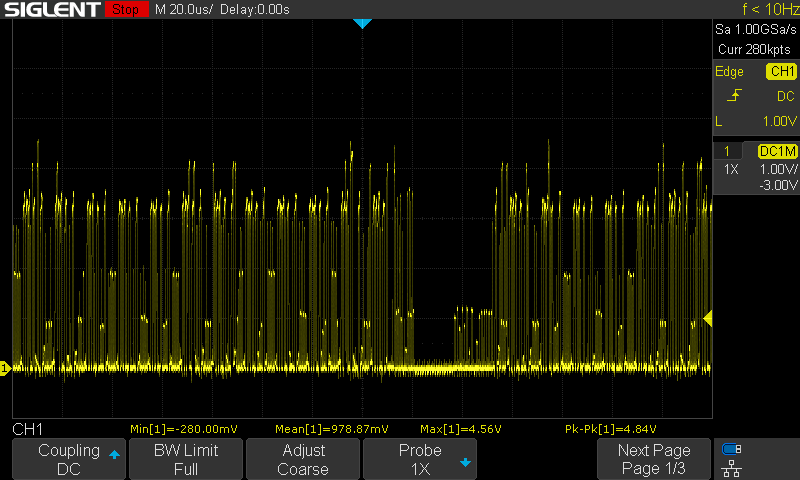 SIGLENT Stop M 20.0us/ Delay:0.00s f < 10Hz
Sa 1.00GSa/s
Curr 280kpts
Edge CH1
DC
L 1.00V
1 DC1M
1X 1.00V/
-3.00V
1
CH1 Min[1]=-280.00mV Mean[1]=978.87mV Max[1]=4.56V Pk-Pk[1]=4.84V
Coupling BW Limit Adjust Probe Next Page
DC Full Coarse 1X Page 1/3